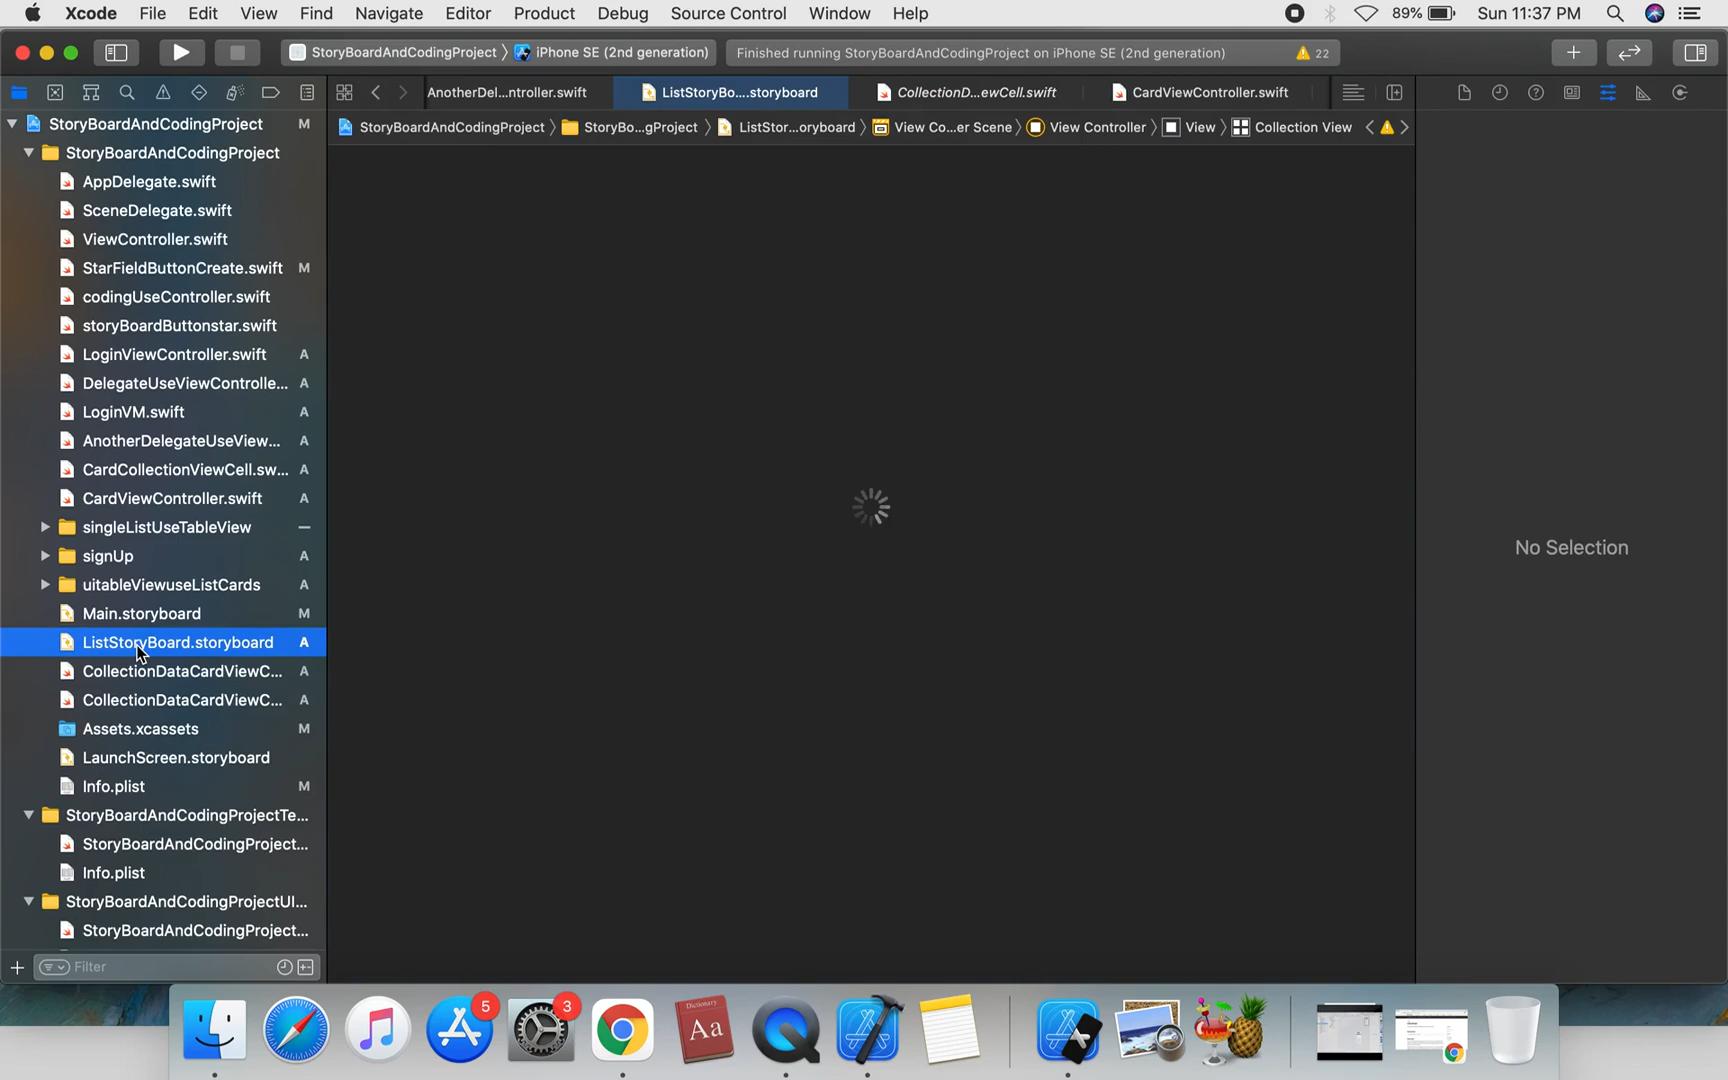 Xcode File Edit View Find Navigate Editor Product Debug Source Control Window Help 89% Sun 11:37 PM
StoryBoardAndCodingProject iPhone SE (2nd generation) Finished running StoryBoardAndCodingProject on iPhone SE (2nd generation) 22
AnotherDel...ntroller.swift ListStoryBo....storyboard CollectionD...ewCell.swift CardViewController.swift
StoryBoardAndCodingProject StoryBo...gProject ListStor...oryboard View Co...er Scene View Controller View Collection View
StoryBoardAndCodingProject M
StoryBoardAndCodingProject
AppDelegate.swift
SceneDelegate.swift
ViewController.swift
StarFieldButtonCreate.swift M
codingUseController.swift
storyBoardButtonstar.swift
LoginViewController.swift A
DelegateUseViewControlle... A
LoginVM.swift A
AnotherDelegateUseView... A
CardCollectionViewCell.sw... A
CardViewController.swift A
singleListUseTableView
signUp A
uitableViewuseListCards A
Main.storyboard M
ListStoryBoard.storyboard A
CollectionDataCardViewC... A
CollectionDataCardViewC... A
Assets.xcassets M
LaunchScreen.storyboard
Info.plist M
StoryBoardAndCodingProjectTe...
StoryBoardAndCodingProject...
Info.plist
StoryBoardAndCodingProjectUI...
StoryBoardAndCodingProject...
Filter
No Selection
5
3
Dictionary
Aa